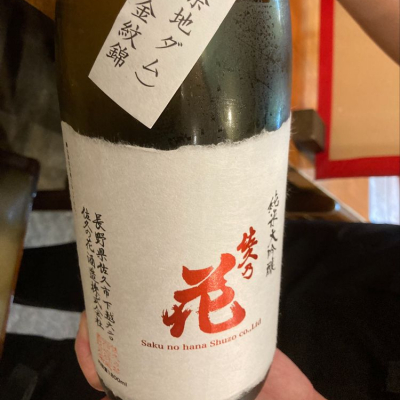 余地ダム）
金紋錦
純米大吟醸
佐久乃
花
Saku no hana Shuzo co.,Ltd
長野県佐久市下越六二〇
佐久の花酒造株式会社